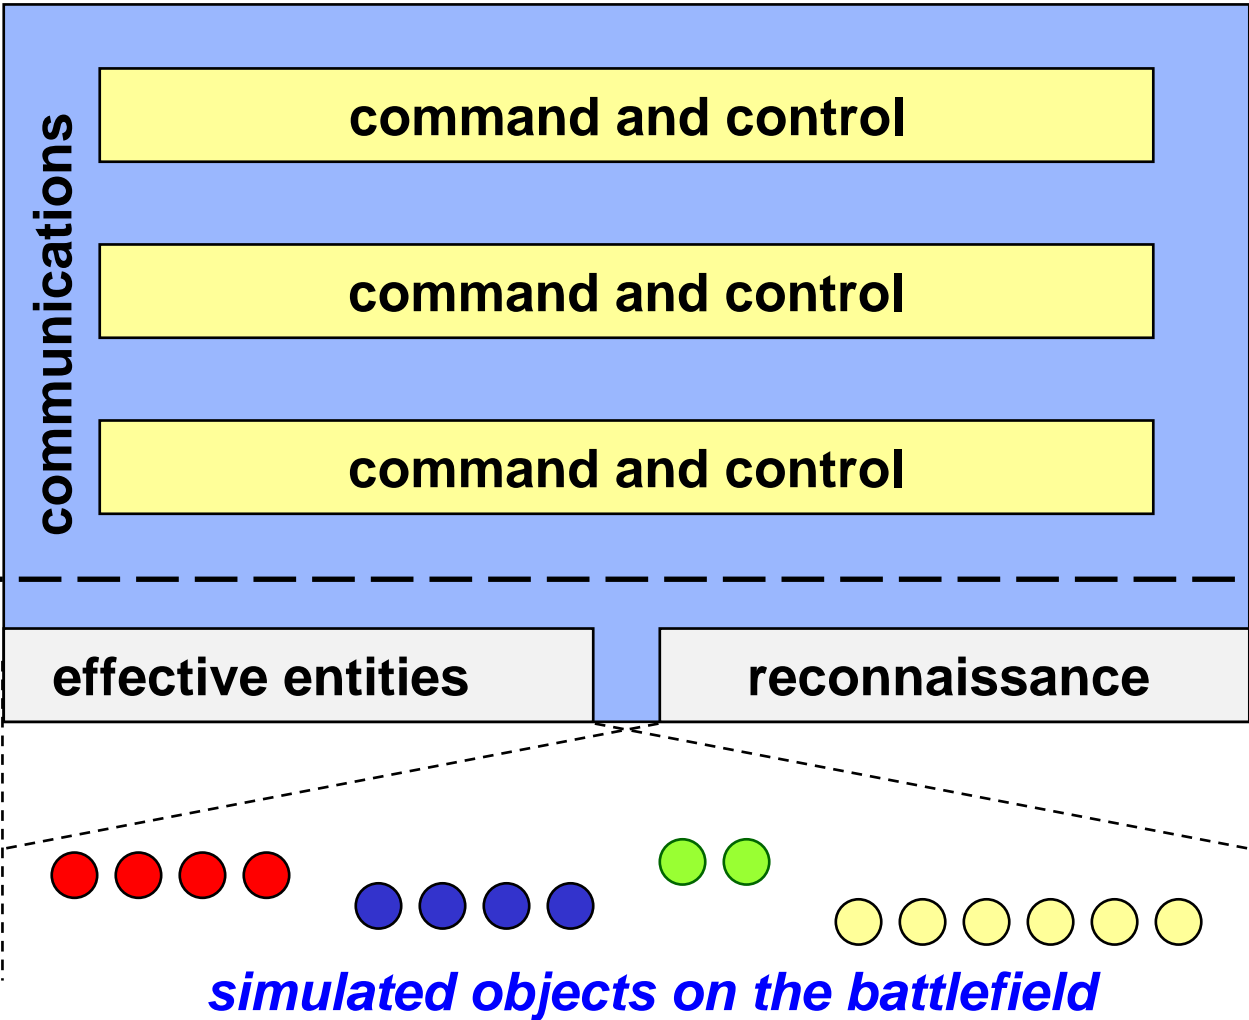 communications
command and control
command and control
command and control
effective entities
reconnaissance
simulated objects on the battlefield